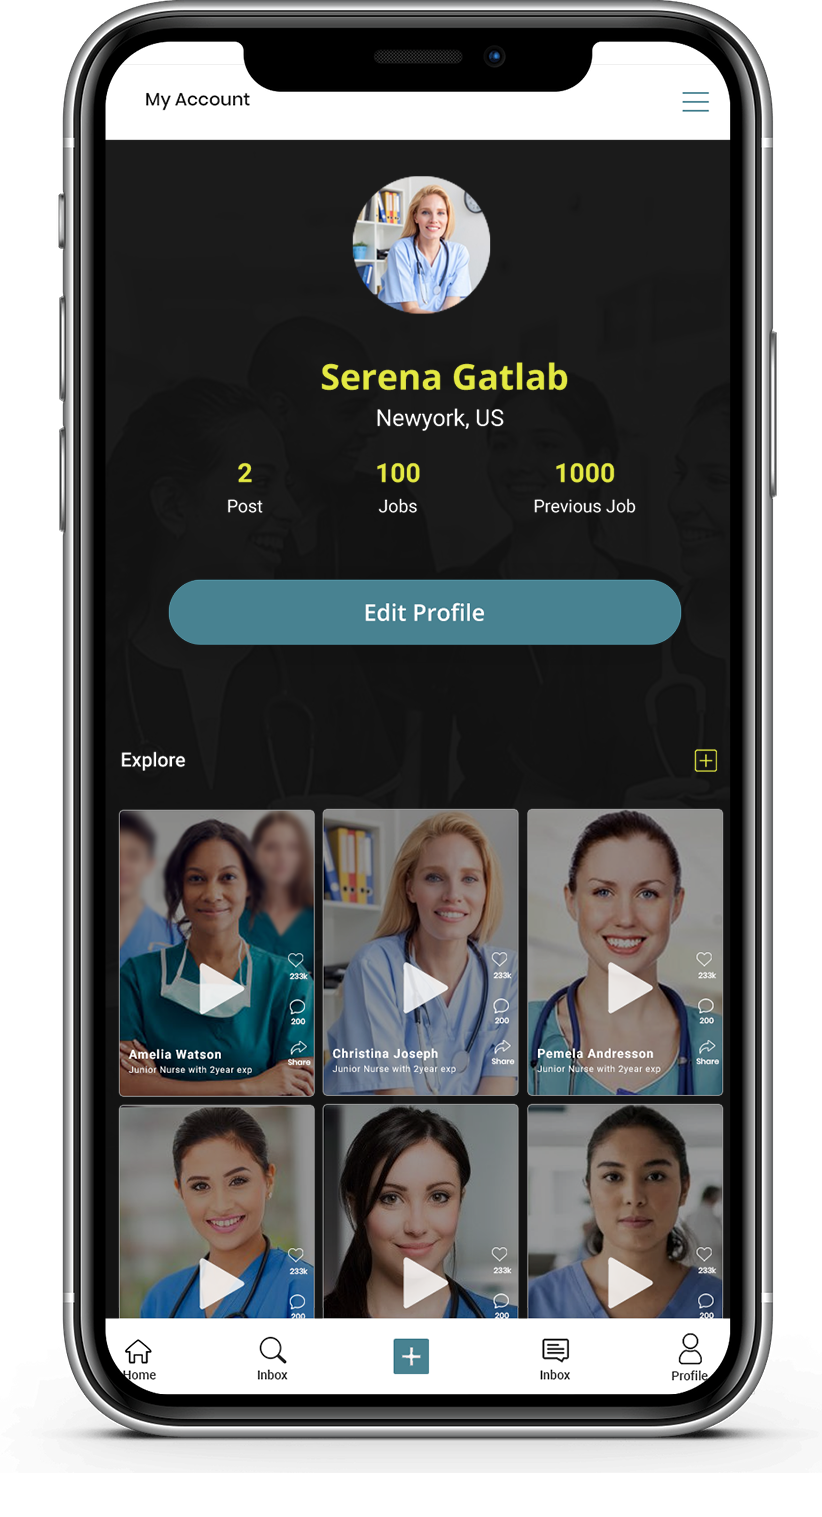 My Account
Serena Gatlab
Newyork, US
2 100 1000
Post Jobs Previous Job
Edit Profile
Explore
233k 233k 233k
200 200 200
Amelia Watson Christina Joseph Pemela Andresson
Share Share Share
Junior Nurse with 2year exp Junior Nurse with 2year exp Junior Nurse with 2year exp
233k 233k 233k
200 200 200
Home Inbox Inbox Profile